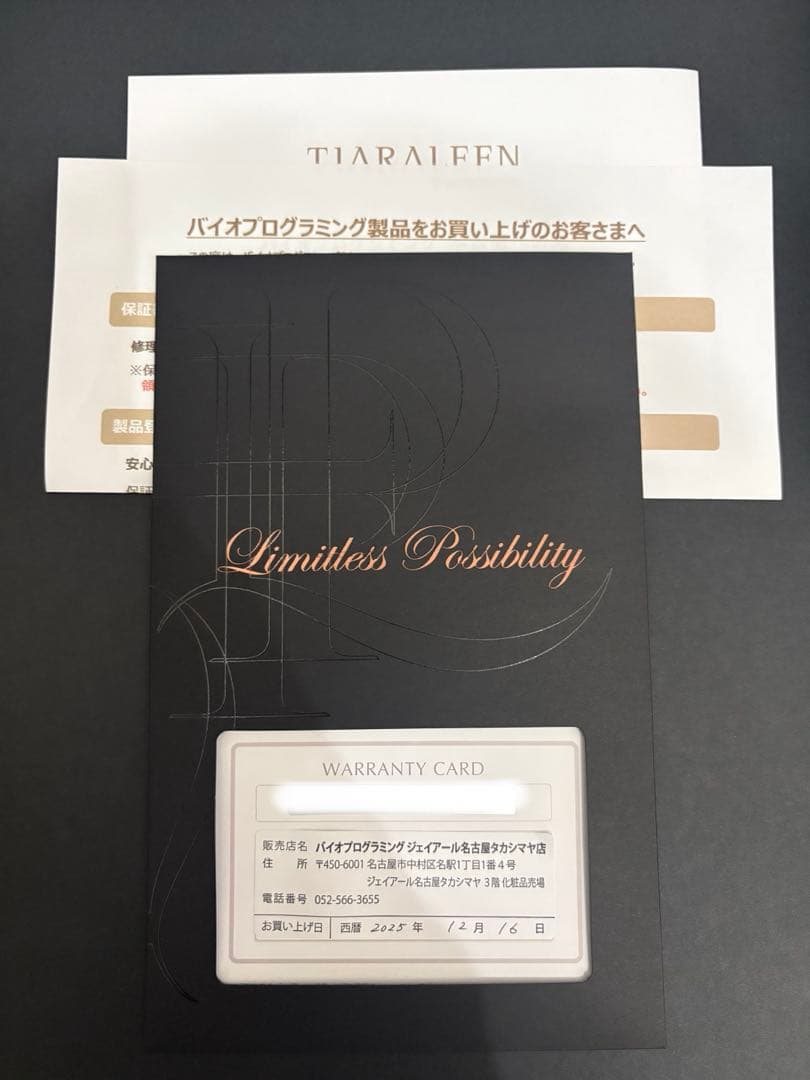 TIARALEEN
バイオプログラミング製品をお買い上げのお客さまへ
保証
修理
※保
領
製品登
安心
保証
Limitless Possibility
WARRANTY CARD
販売店名 バイオプログラミング ジェイアール名古屋タカシマヤ店
住 所 〒450-6001 名古屋市中村区名駅1丁目1番4号
ジェイアール名古屋タカシマヤ 3階 化粧品売場
電話番号 052-566-3655
お買い上げ日 西暦 2025 年 12 月 16 日